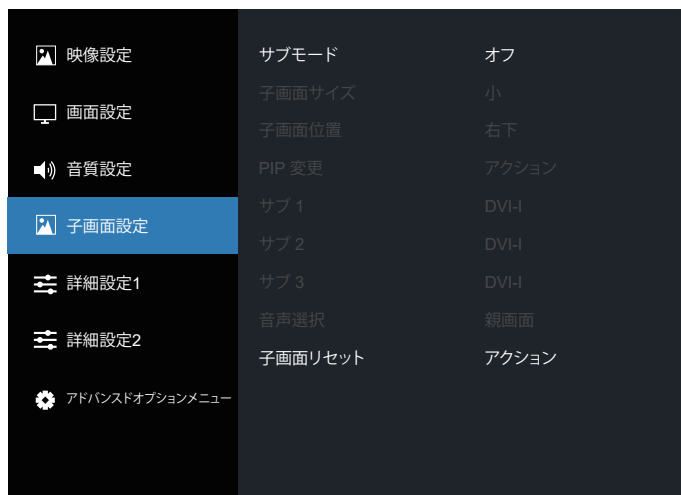 映像設定
画面設定
音質設定
子画面設定
詳細設定1
詳細設定2
アドバンスドオプションメニュー
サブモード オフ
子画面サイズ 小
子画面位置 右下
PIP 変更 アクション
サブ 1 DVI-I
サブ 2 DVI-I
サブ 3 DVI-I
音声選択 親画面
子画面リセット アクション